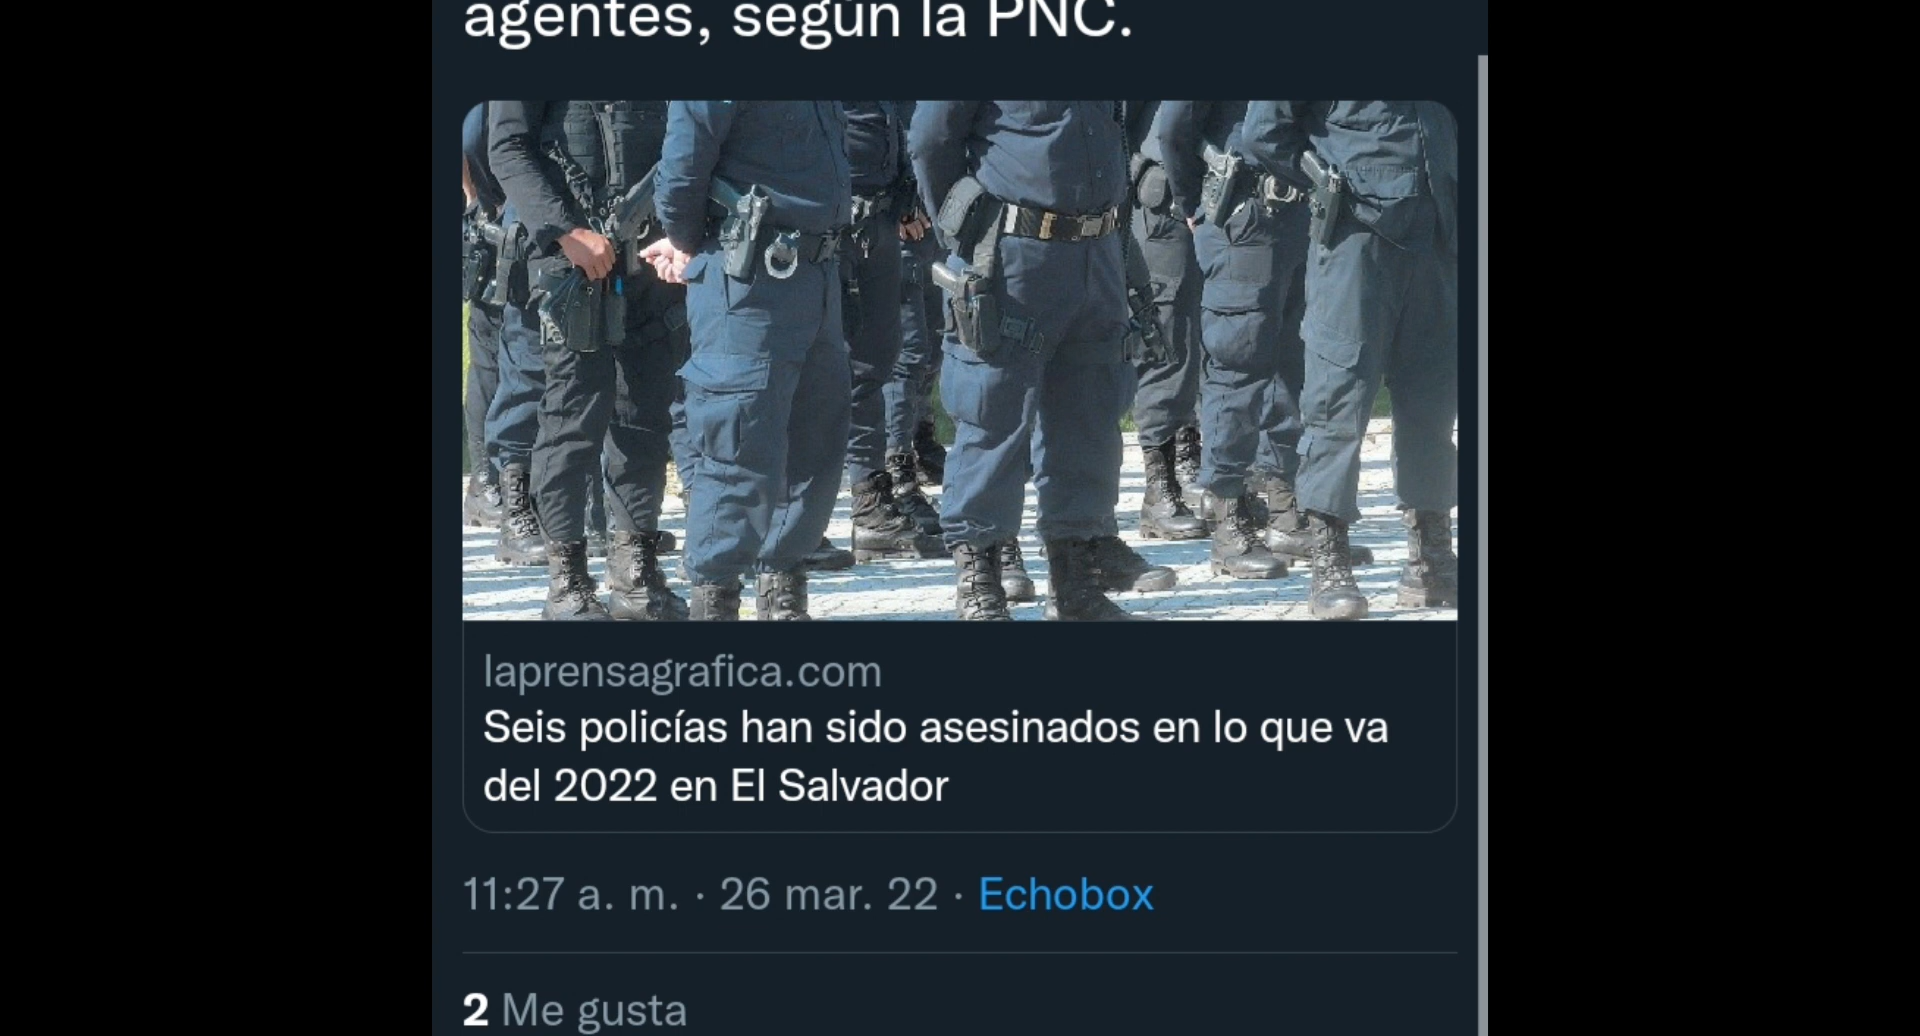 agentes, según la PNC.
laprensagrafica.com
Seis policías han sido asesinados en lo que va
del 2022 en El Salvador
11:27 a. m. · 26 mar. 22 · Echobox
2 Me gusta